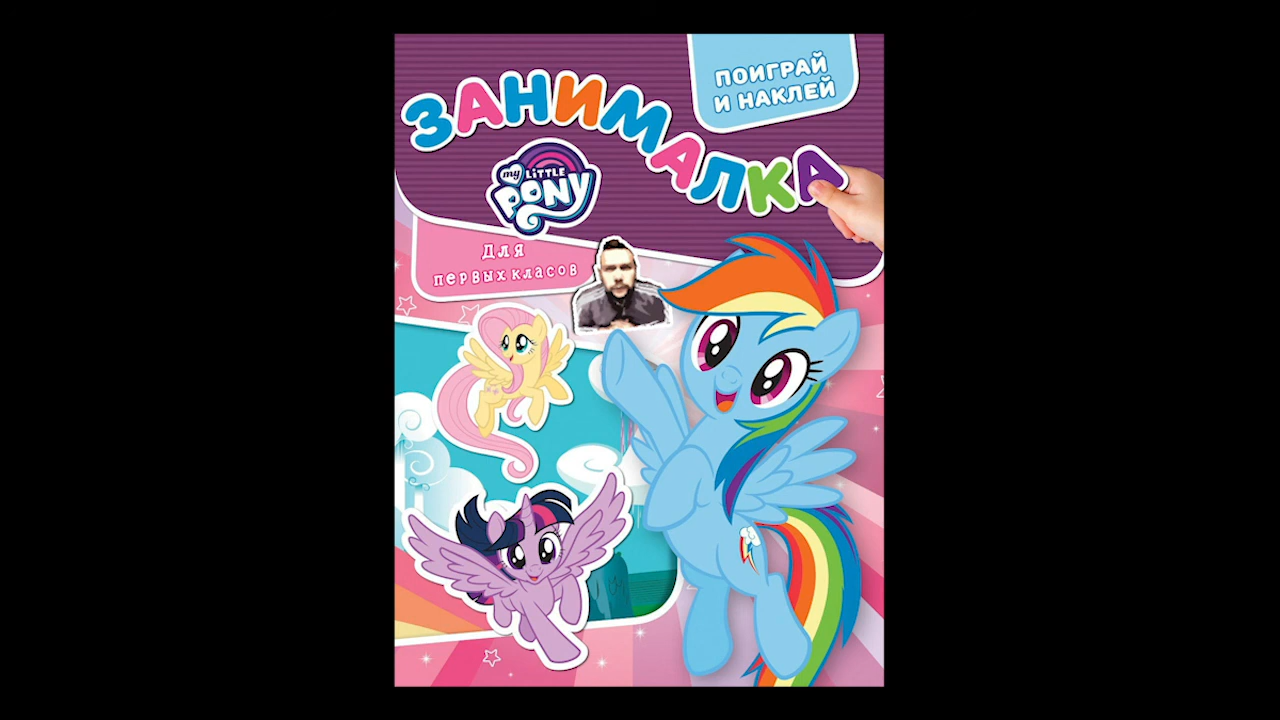 ПОИГРАЙ
И НАКЛЕЙ
ЗАНИМАЛКА
my LITTLE
PONY
Для
первых класов